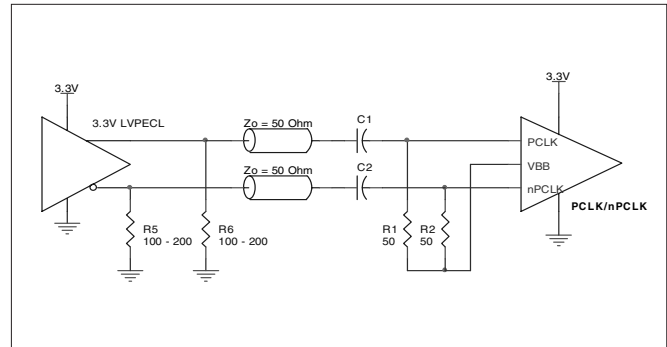 3.3V
3.3V
3.3V LVPECL
Zo = 50 Ohm
C1
PCLK
VBB
Zo = 50 Ohm
C2
nPCLK
PCLK/nPCLK
R5
100 - 200
R6
100 - 200
R1
50
R2
50